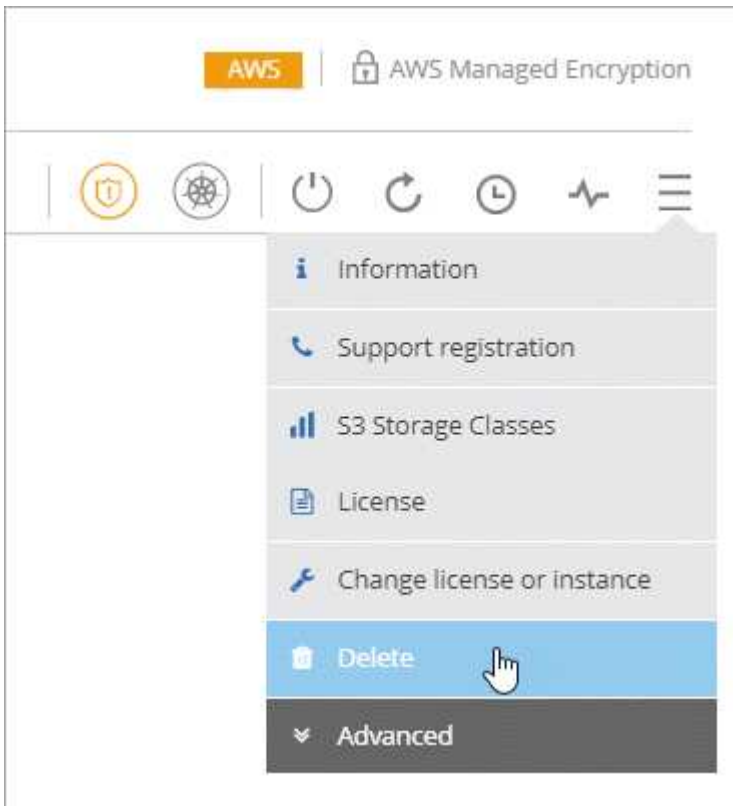 AWS
AWS Managed Encryption
Information
Support registration
S3 Storage Classes
License
Change license or instance
Delete
Advanced